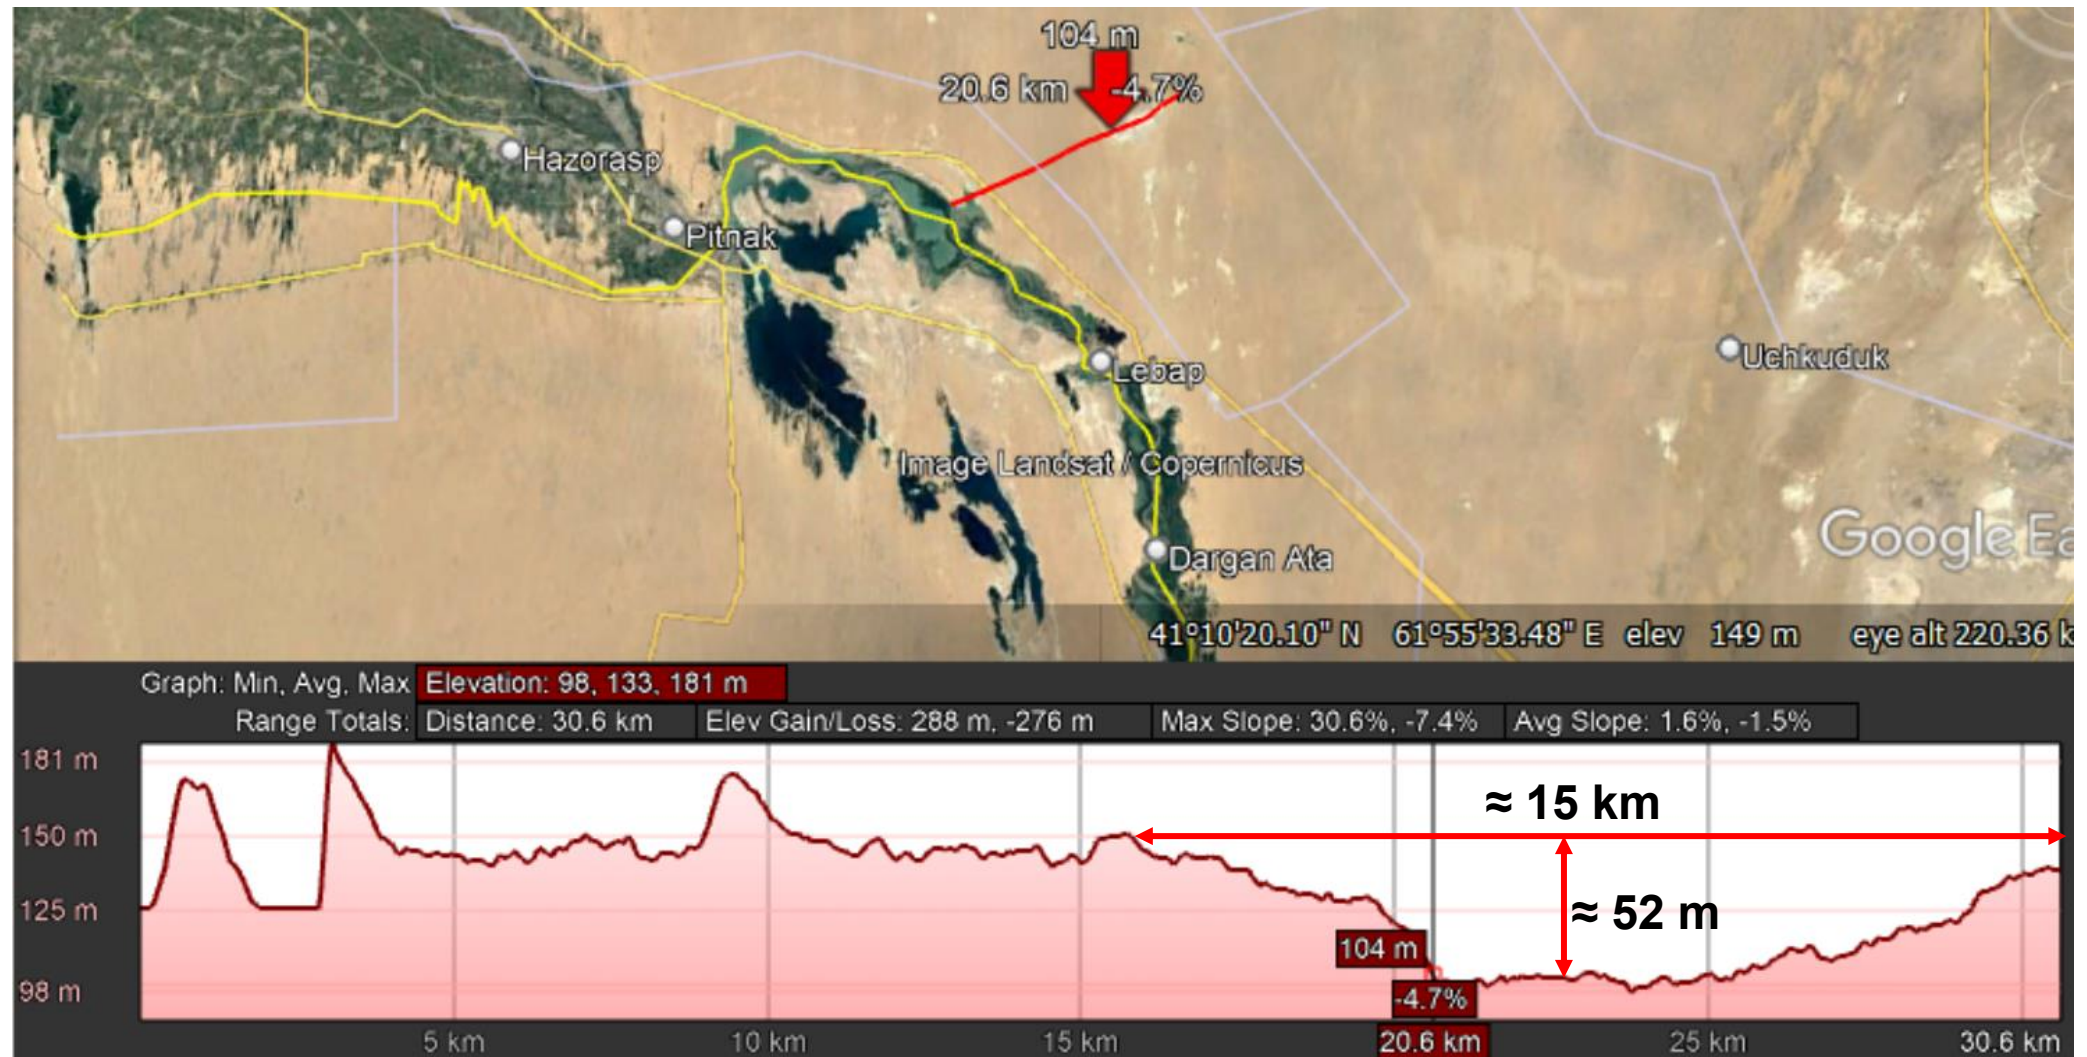 104 m
20.6 km -4.7%
Hazorasp
Pitnak
Lebap
Uchkuduk
Image Landsat / Copernicus
Dargan Ata
Google Ea
41°10'20.10" N 61°55'33.48" E elev 149 m eye alt 220.36 k
Graph: Min, Avg, Max Elevation: 98, 133, 181 m
Range Totals: Distance: 30.6 km Elev Gain/Loss: 288 m, -276 m Max Slope: 30.6%, -7.4% Avg Slope: 1.6%, -1.5%
181 m
≈ 15 km
150 m
125 m
≈ 52 m
104 m
98 m
-4.7%
5 km 10 km 15 km 20.6 km 25 km 30.6 km